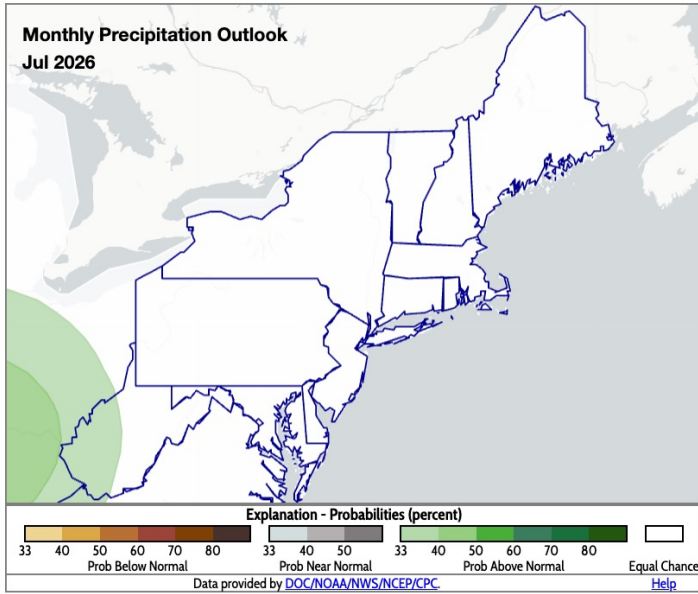 Monthly Precipitation Outlook
Jul 2026
Explanation - Probabilities (percent)
33 40 50 60 70 80 33 40 50 33 40 50 60 70 80
Prob Below Normal Prob Near Normal Prob Above Normal Equal Chance
Data provided by DOC/NOAA/NWS/NCEP/CPC. Help